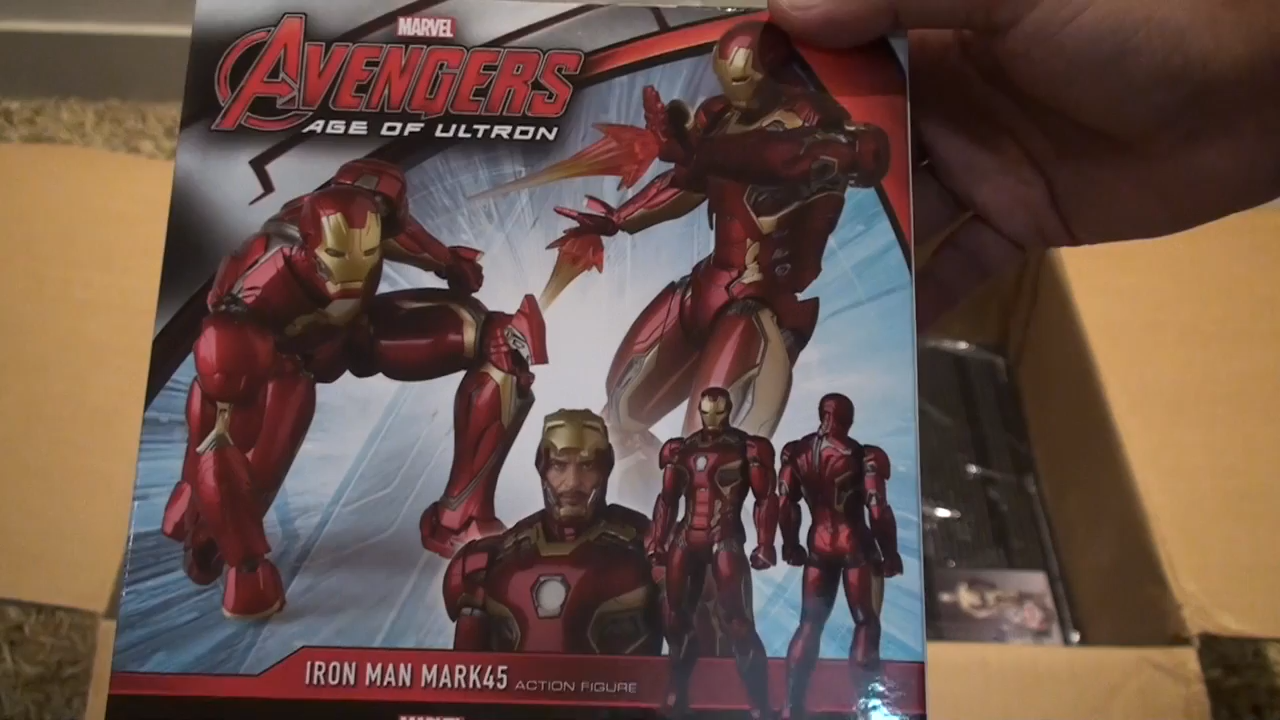 MARVEL
AVENGERS
AGE OF ULTRON
IRON MAN MARK45 ACTION FIGURE